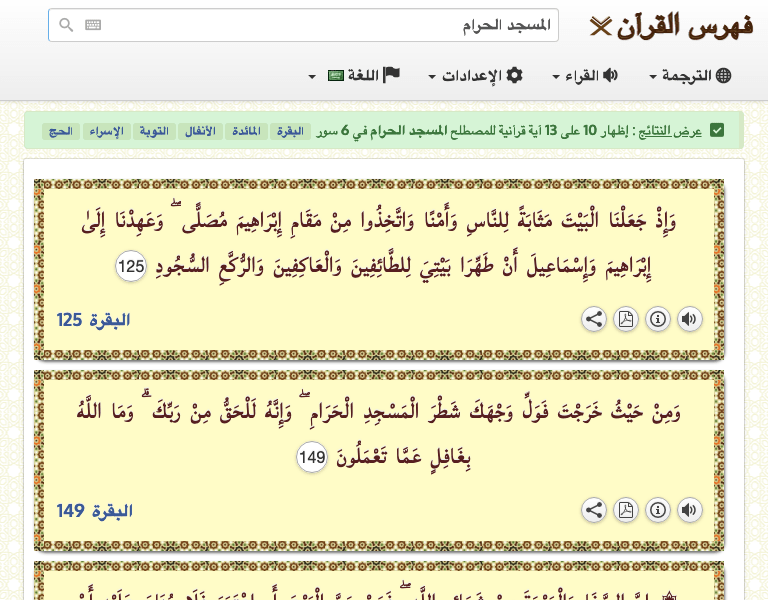 فهرس القرآن
المسجد الحرام
الترجمة
القراء
الإعدادات
اللغة
عرض النتائج : إظهار 10 على 13 آية قرآنية للمصطلح المسجد الحرام في 6 سور البقرة المائدة الأنفال التوبة الإسراء الحج
وَإِذْ جَعَلْنَا الْبَيْتَ مَثَابَةً لِلنَّاسِ وَأَمْنًا وَاتَّخِذُوا مِنْ مَقَامِ إِبْرَاهِيمَ مُصَلًّى ۖ وَعَهِدْنَا إِلَىٰ
إِبْرَاهِيمَ وَإِسْمَاعِيلَ أَنْ طَهِّرَا بَيْتِيَ لِلطَّائِفِينَ وَالْعَاكِفِينَ وَالرُّكَّعِ السُّجُودِ 125
البقرة 125
وَمِنْ حَيْثُ خَرَجْتَ فَوَلِّ وَجْهَكَ شَطْرَ الْمَسْجِدِ الْحَرَامِ ۖ وَإِنَّهُ لَلْحَقُّ مِنْ رَبِّكَ ۗ وَمَا اللَّهُ
بِغَافِلٍ عَمَّا تَعْمَلُونَ 149
البقرة 149